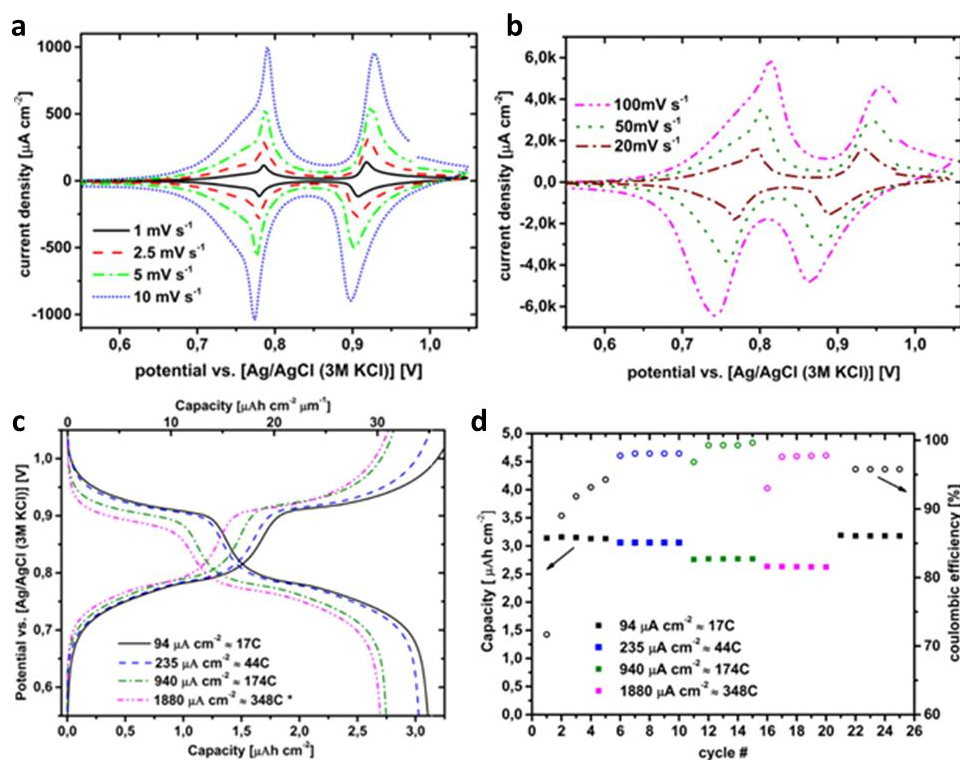 a
1000
500
0
-500
-1000
current density [µA cm-2]
1 mV s-1
2.5 mV s-1
5 mV s-1
10 mV s-1
0,6 0,7 0,8 0,9 1,0
potential vs. [Ag/AgCl (3M KCl)] [V]
b
6,0k
4,0k
2,0k
0,0
-2,0k
-4,0k
-6,0k
current density [µA cm-2]
100mV s-1
50mV s-1
20mV s-1
0,6 0,7 0,8 0,9 1,0
potential vs. [Ag/AgCl (3M KCl)] [V]
c
Capacity [µAh cm-2 µm-1]
0 10 20 30
1,0
0,9
0,8
0,7
0,6
Potential vs. [Ag/AgCl (3M KCl)] [V]
94 µA cm-2 ≈ 17C
235 µA cm-2 ≈ 44C
940 µA cm-2 ≈ 174C
1880 µA cm-2 ≈ 348C *
0,0 0,5 1,0 1,5 2,0 2,5 3,0
Capacity [µAh cm-2]
d
5,0
4,5
4,0
3,5
3,0
2,5
2,0
1,5
1,0
0,5
0,0
Capacity [ µAh cm-2]
94 µA cm-2 ≈ 17C
235 µA cm-2 ≈ 44C
940 µA cm-2 ≈ 174C
1880 µA cm-2 ≈ 348C
100
90
80
70
60
coulombic efficiency [%]
0 2 4 6 8 10 12 14 16 18 20 22 24 26
cycle #